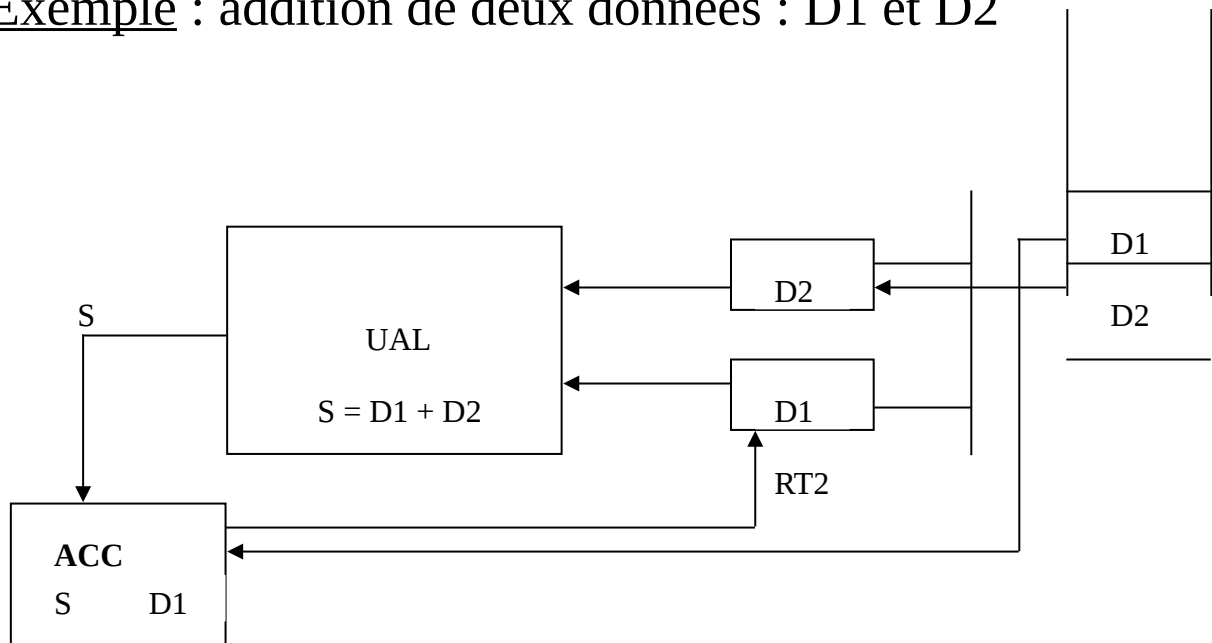 Exemple : addition de deux données : D1 et D2
D1
D2
D2
S
UAL
S = D1 + D2
D1
RT2
ACC
S D1